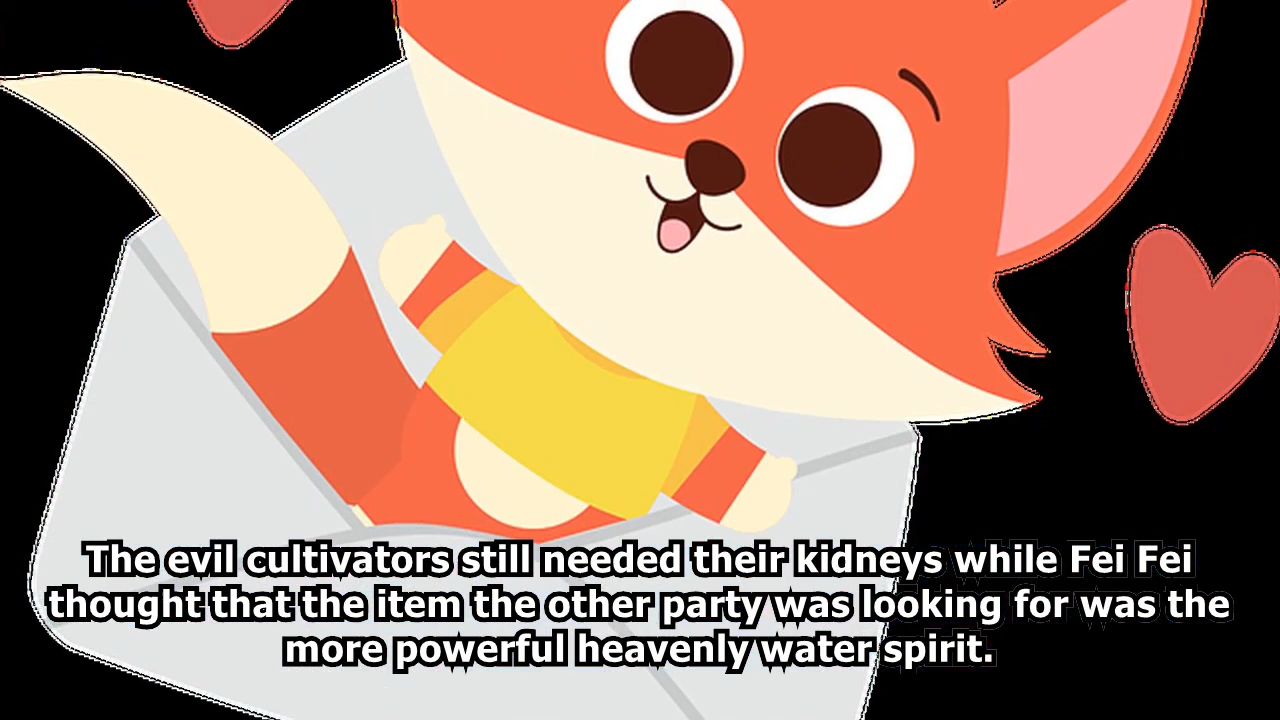 The evil cultivators still needed their kidneys while Fei Fei
thought that the item the other party was looking for was the
more powerful heavenly water spirit.